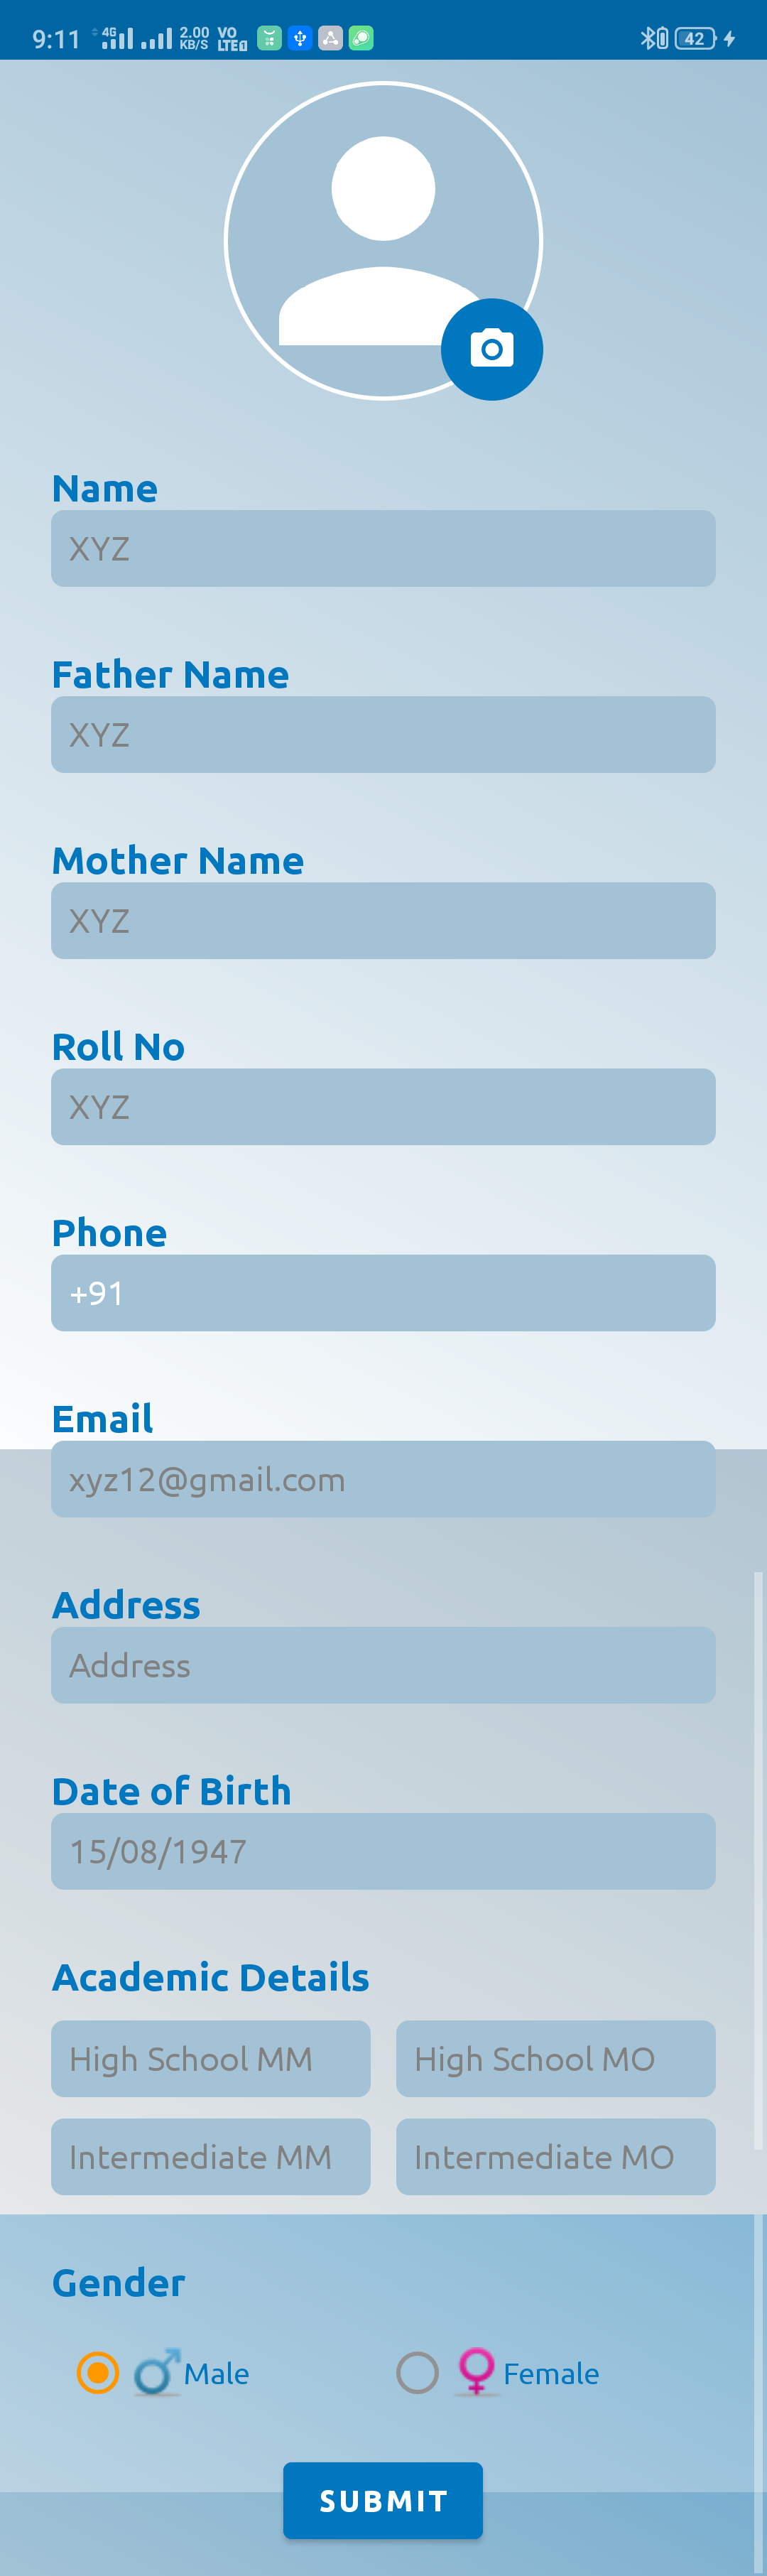 9:11 4G 2.00 KB/S VO LTE1 42
Name
XYZ
Father Name
XYZ
Mother Name
XYZ
Roll No
XYZ
Phone
+91
Email
xyz12@gmail.com
Address
Address
Date of Birth
15/08/1947
Academic Details
High School MM High School MO
Intermediate MM Intermediate MO
Gender
Male Female
SUBMIT